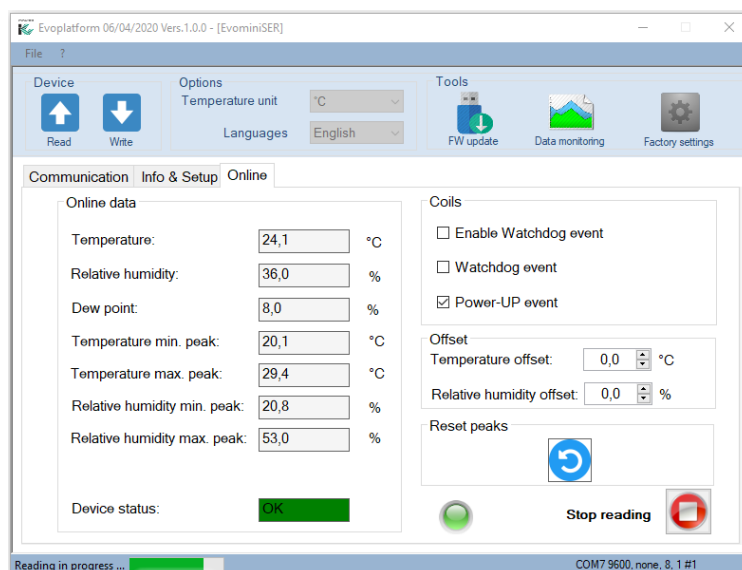 Evoplatform 06/04/2020 Vers.1.0.0 - [EvominiSER]
File ?
Device
Read
Write
Options
Temperature unit °C
Languages English
Tools
FW update
Data monitoring
Factory settings
Communication Info & Setup Online
Online data
Temperature: 24,1 °C
Relative humidity: 36,0 %
Dew point: 8,0 %
Temperature min. peak: 20,1 °C
Temperature max. peak: 29,4 °C
Relative humidity min. peak: 20,8 %
Relative humidity max. peak: 53,0 %
Device status: OK
Coils
Enable Watchdog event
Watchdog event
Power-UP event
Offset
Temperature offset: 0,0 °C
Relative humidity offset: 0,0 %
Reset peaks
Stop reading
Reading in progress ...
COM7 9600, none, 8, 1 #1